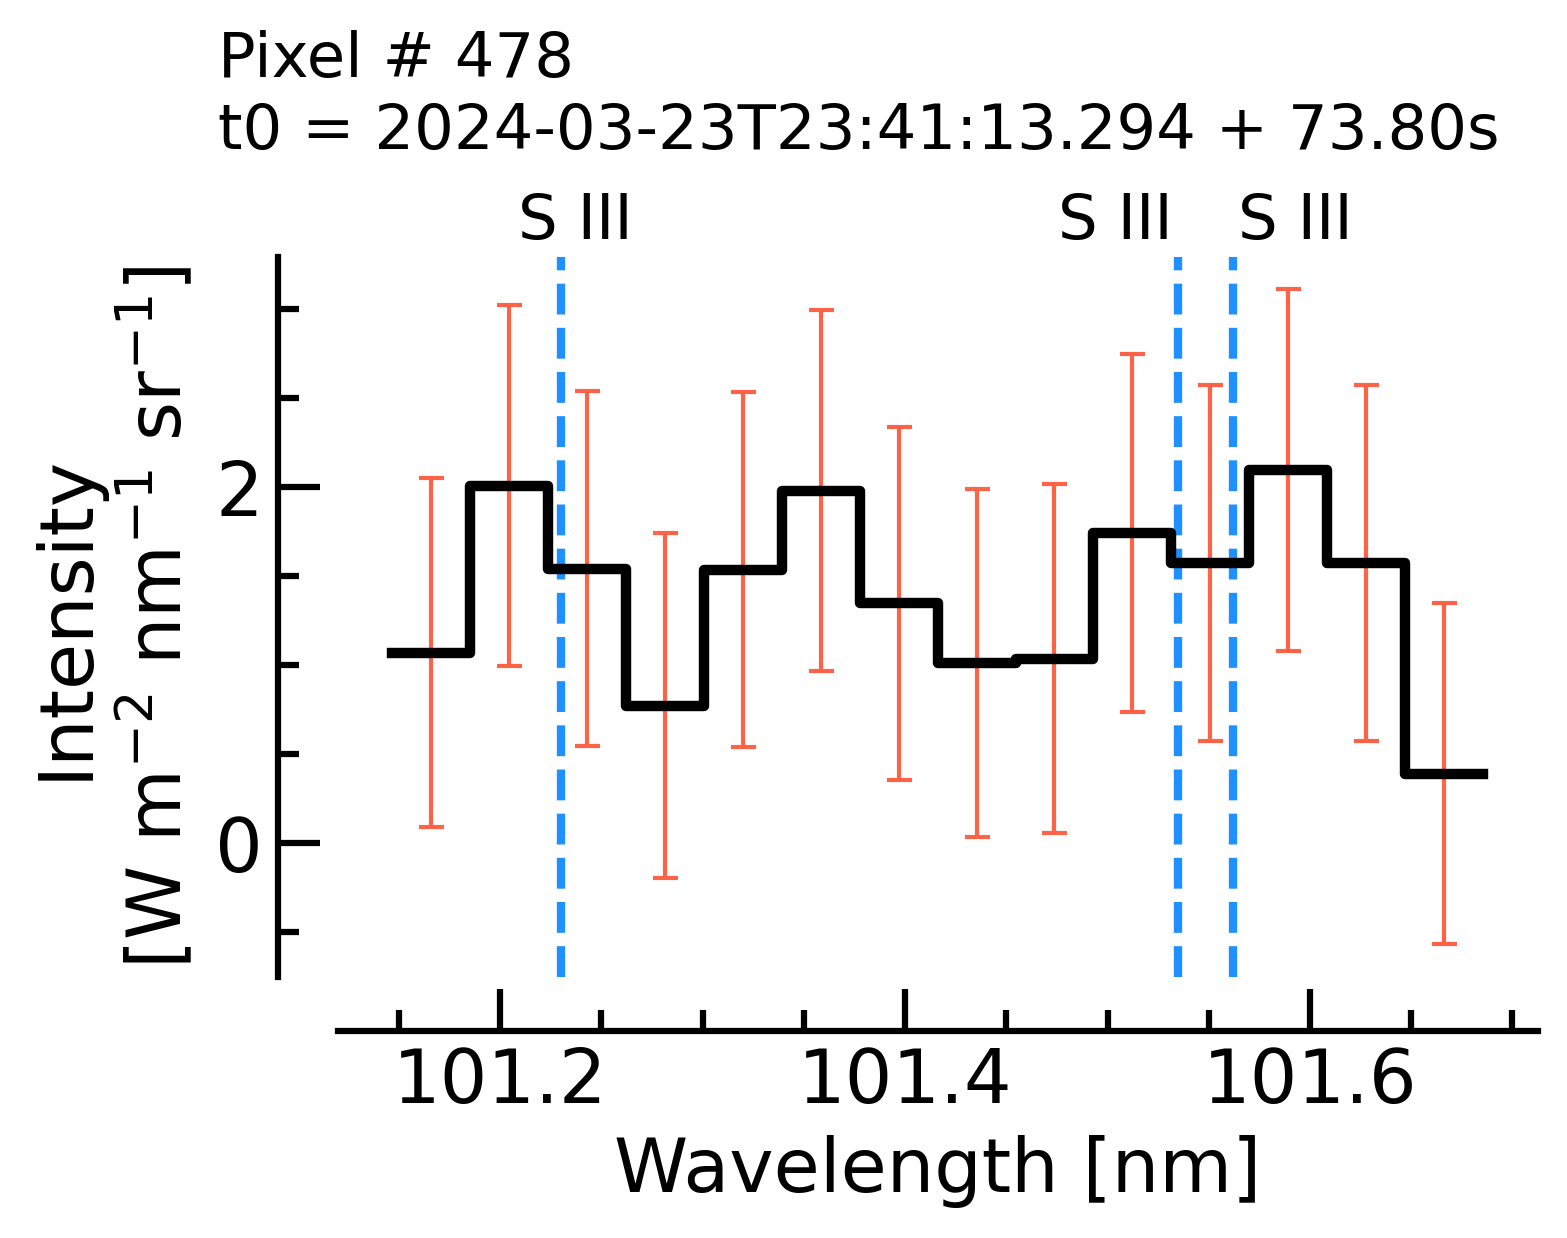 Pixel # 478
t0 = 2024-03-23T23:41:13.294 + 73.80s
S III S III S III
Intensity
[W m⁻² nm⁻¹ sr⁻¹]
2
0
101.2 101.4 101.6
Wavelength [nm]